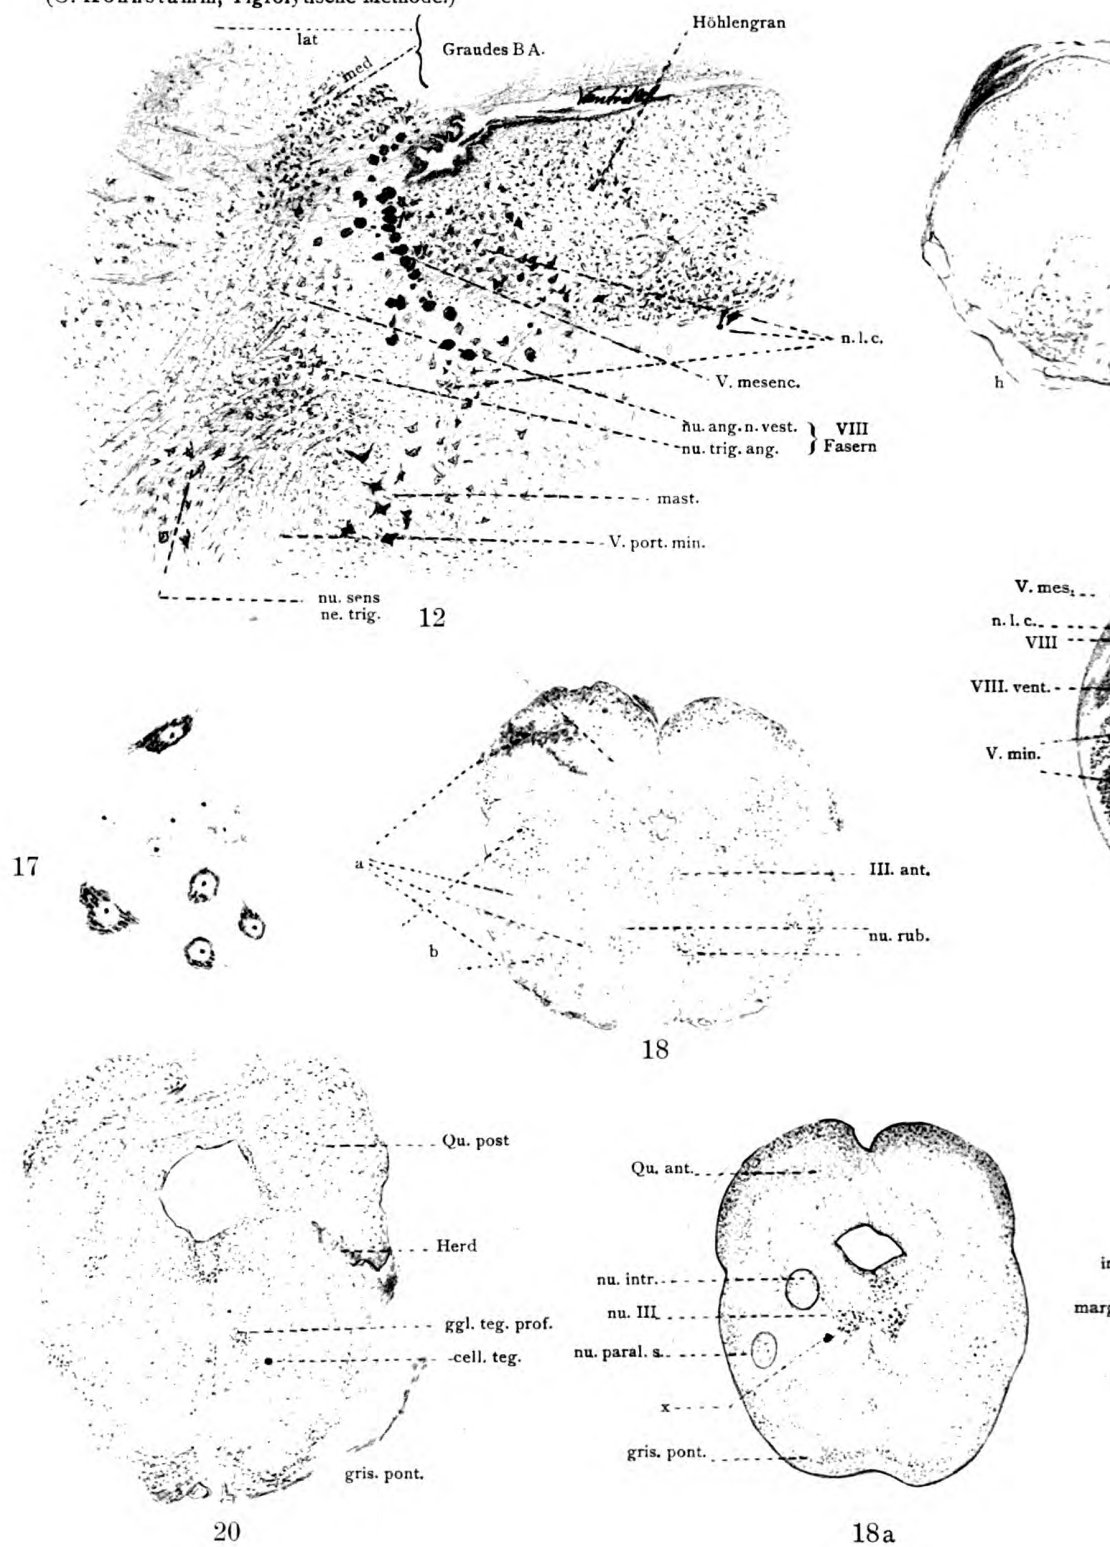 Höhlengran
lat
Graudes B A.
med
Ventrikel
n. l. c.
h
V. mesenc.
nu. ang. n. vest. } VIII
nu. trig. ang. } Fasern
mast.
V. port. min.
nu. sens
ne. trig.
12
V. mes.
n. l. c.
VIII
VIII. vent.
V. min.
17
a
III. ant.
nu. rub.
b
18
Qu. post
Herd
ggl. teg. prof.
cell. teg.
gris. pont.
20
Qu. ant.
nu. intr.
nu. III
nu. paral. s.
x
gris. pont.
18a